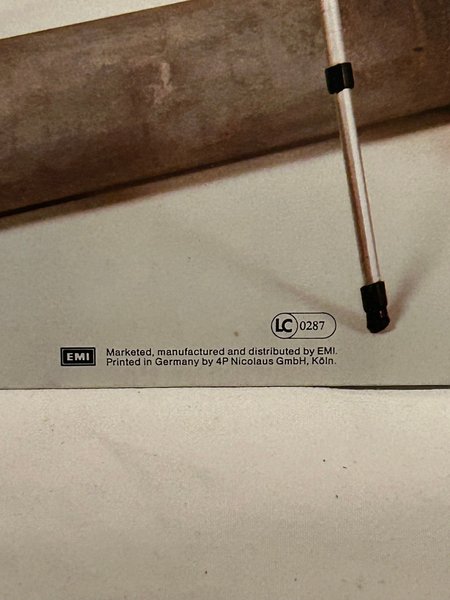 LC 0287
EMI
Marketed, manufactured and distributed by EMI.
Printed in Germany by 4P Nicolaus GmbH, Köln.